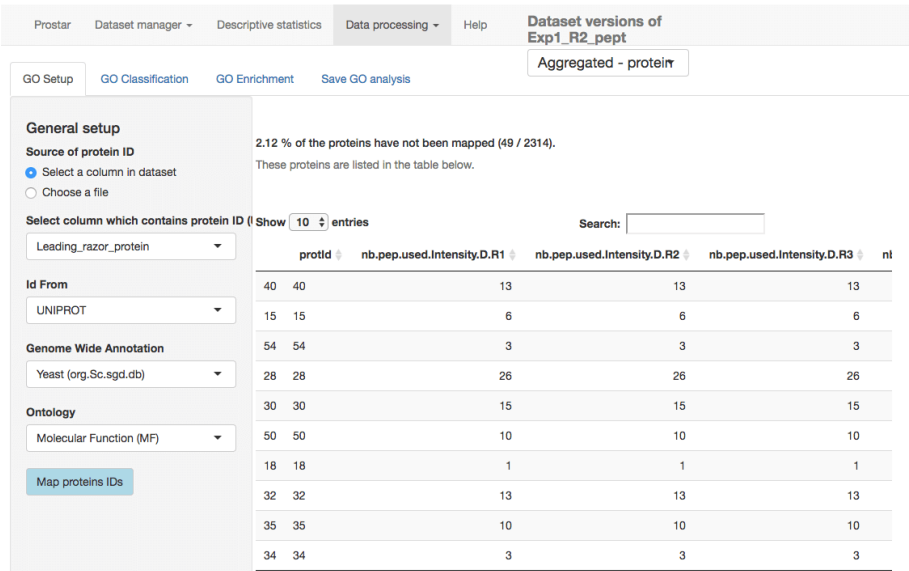 Prostar Dataset manager Descriptive statistics Data processing Help
Dataset versions of
Exp1_R2_pept
Aggregated - protein
GO Setup GO Classification GO Enrichment Save GO analysis
General setup
Source of protein ID
Select a column in dataset
Choose a file
Select column which contains protein ID (
Leading_razor_protein
Id From
UNIPROT
Genome Wide Annotation
Yeast (org.Sc.sgd.db)
Ontology
Molecular Function (MF)
Map proteins IDs
2.12 % of the proteins have not been mapped (49 / 2314).
These proteins are listed in the table below.
Show 10 entries Search:
protId nb.pep.used.Intensity.D.R1 nb.pep.used.Intensity.D.R2 nb.pep.used.Intensity.D.R3
40 40 13 13 13
15 15 6 6 6
54 54 3 3 3
28 28 26 26 26
30 30 15 15 15
50 50 10 10 10
18 18 1 1 1
32 32 13 13 13
35 35 10 10 10
34 34 3 3 3